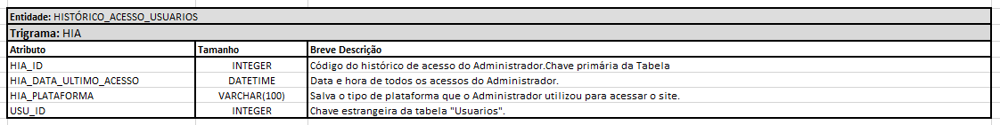 Entidade: HISTÓRICO_ACESSO_USUARIOS
Trigrama: HIA
Atributo Tamanho Breve Descrição
HIA_ID INTEGER Código do histórico de acesso do Administrador.Chave primária da Tabela
HIA_DATA_ULTIMO_ACESSO DATETIME Data e hora de todos os acessos do Administrador.
HIA_PLATAFORMA VARCHAR(100) Salva o tipo de plataforma que o Administrador utilizou para acessar o site.
USU_ID INTEGER Chave estrangeira da tabela "Usuarios".